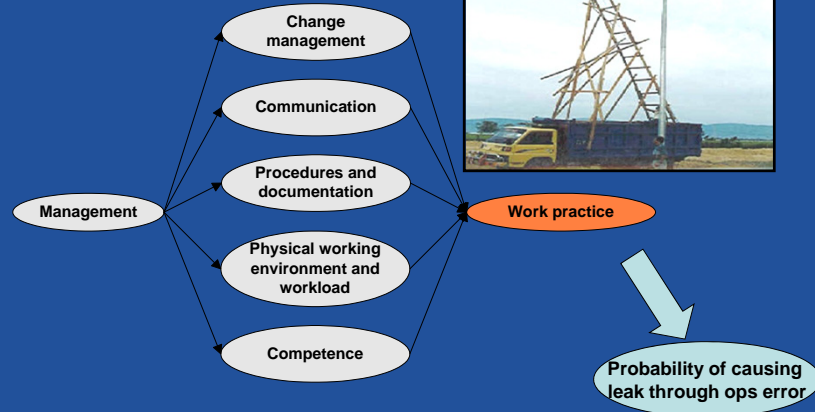 Change
management
Communication
Procedures and
documentation
Management
Work practice
Physical working
environment and
workload
Competence
Probability of causing
leak through ops error